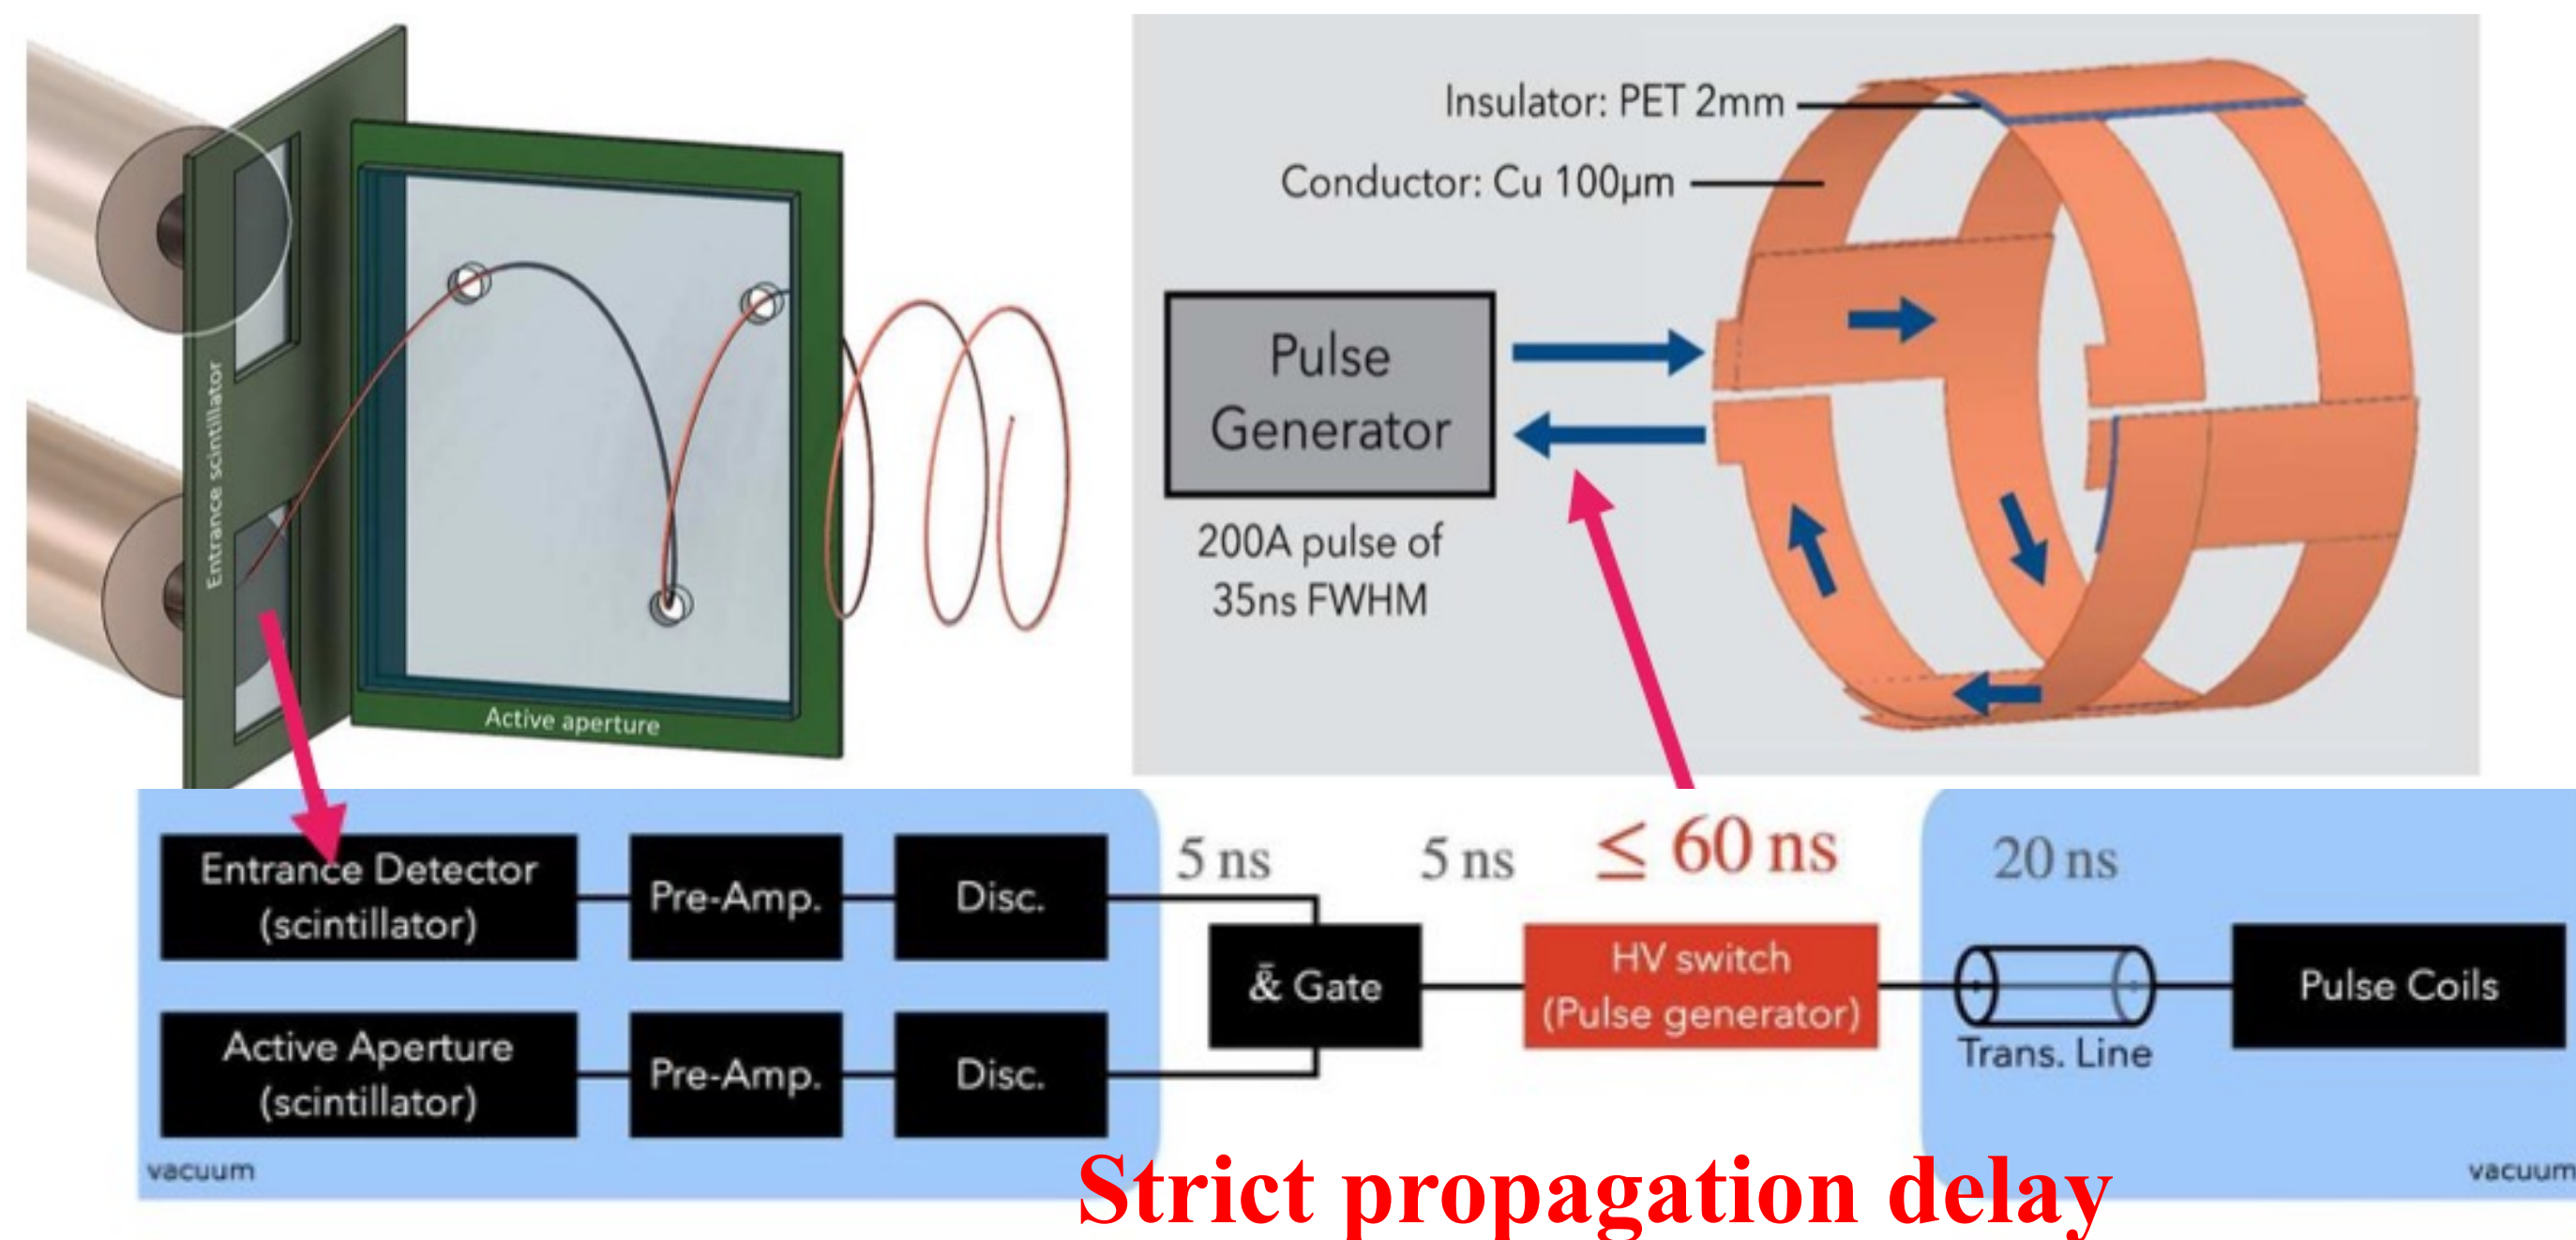 Entrance scintillator
Active aperture
Insulator: PET 2mm
Conductor: Cu 100µm
Pulse
Generator
200A pulse of
35ns FWHM
5 ns
5 ns
≤ 60 ns
20 ns
Entrance Detector
(scintillator)
Pre-Amp.
Disc.
&̄ Gate
HV switch
(Pulse generator)
Trans. Line
Pulse Coils
Active Aperture
(scintillator)
Pre-Amp.
Disc.
vacuum
vacuum
Strict propagation delay